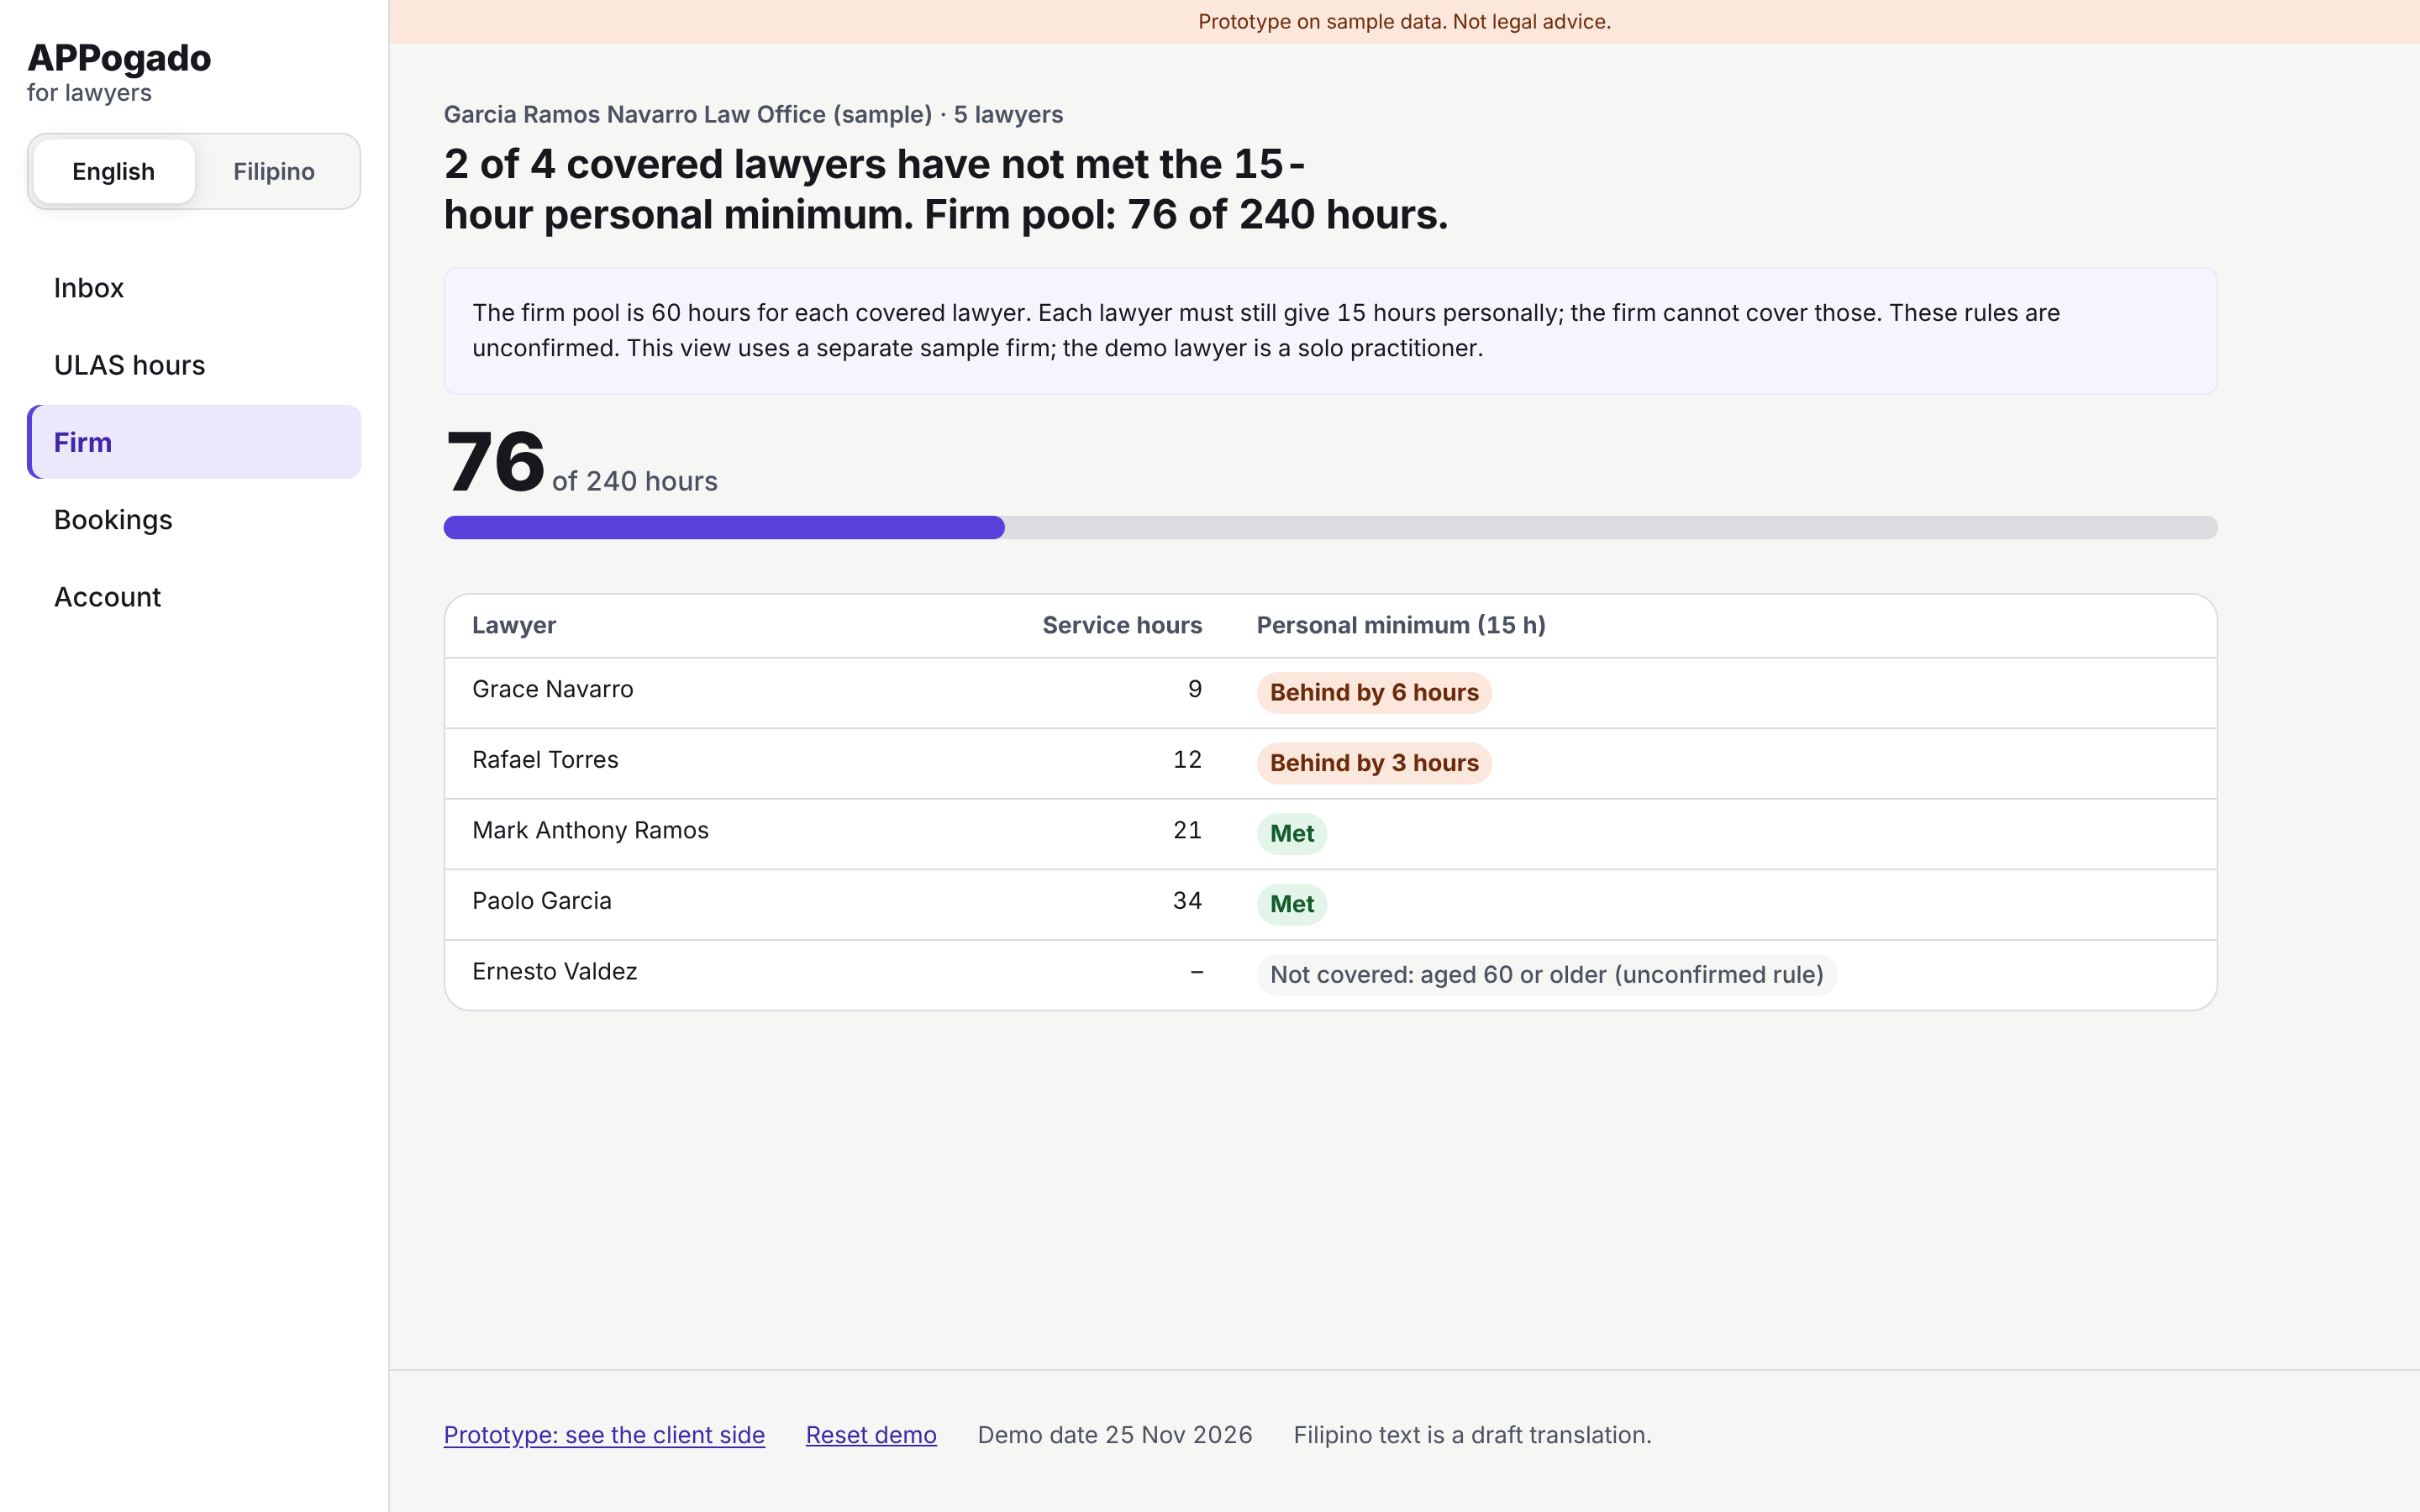 APPogado
for lawyers
English
Filipino
Inbox
ULAS hours
Firm
Bookings
Account
Prototype on sample data. Not legal advice.
Garcia Ramos Navarro Law Office (sample) · 5 lawyers
2 of 4 covered lawyers have not met the 15-
hour personal minimum. Firm pool: 76 of 240 hours.
The firm pool is 60 hours for each covered lawyer. Each lawyer must still give 15 hours personally; the firm cannot cover those. These rules are
unconfirmed. This view uses a separate sample firm; the demo lawyer is a solo practitioner.
76 of 240 hours
Lawyer Service hours Personal minimum (15 h)
Grace Navarro 9 Behind by 6 hours
Rafael Torres 12 Behind by 3 hours
Mark Anthony Ramos 21 Met
Paolo Garcia 34 Met
Ernesto Valdez – Not covered: aged 60 or older (unconfirmed rule)
Prototype: see the client side Reset demo Demo date 25 Nov 2026 Filipino text is a draft translation.